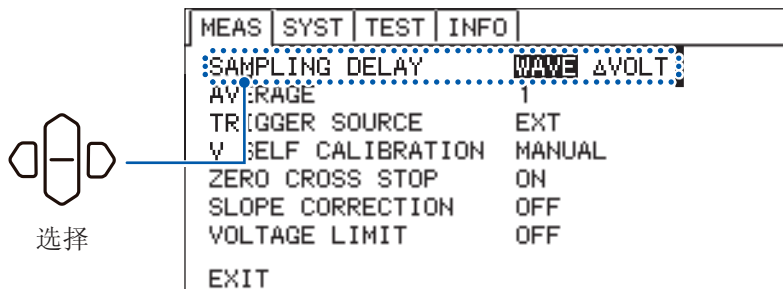 MEAS SYST TEST INFO
SAMPLING DELAY WAVE ΔVOLT
AVERAGE 1
TRIGGER SOURCE EXT
V SELF CALIBRATION MANUAL
ZERO CROSS STOP ON
SLOPE CORRECTION OFF
VOLTAGE LIMIT OFF
EXIT
选择